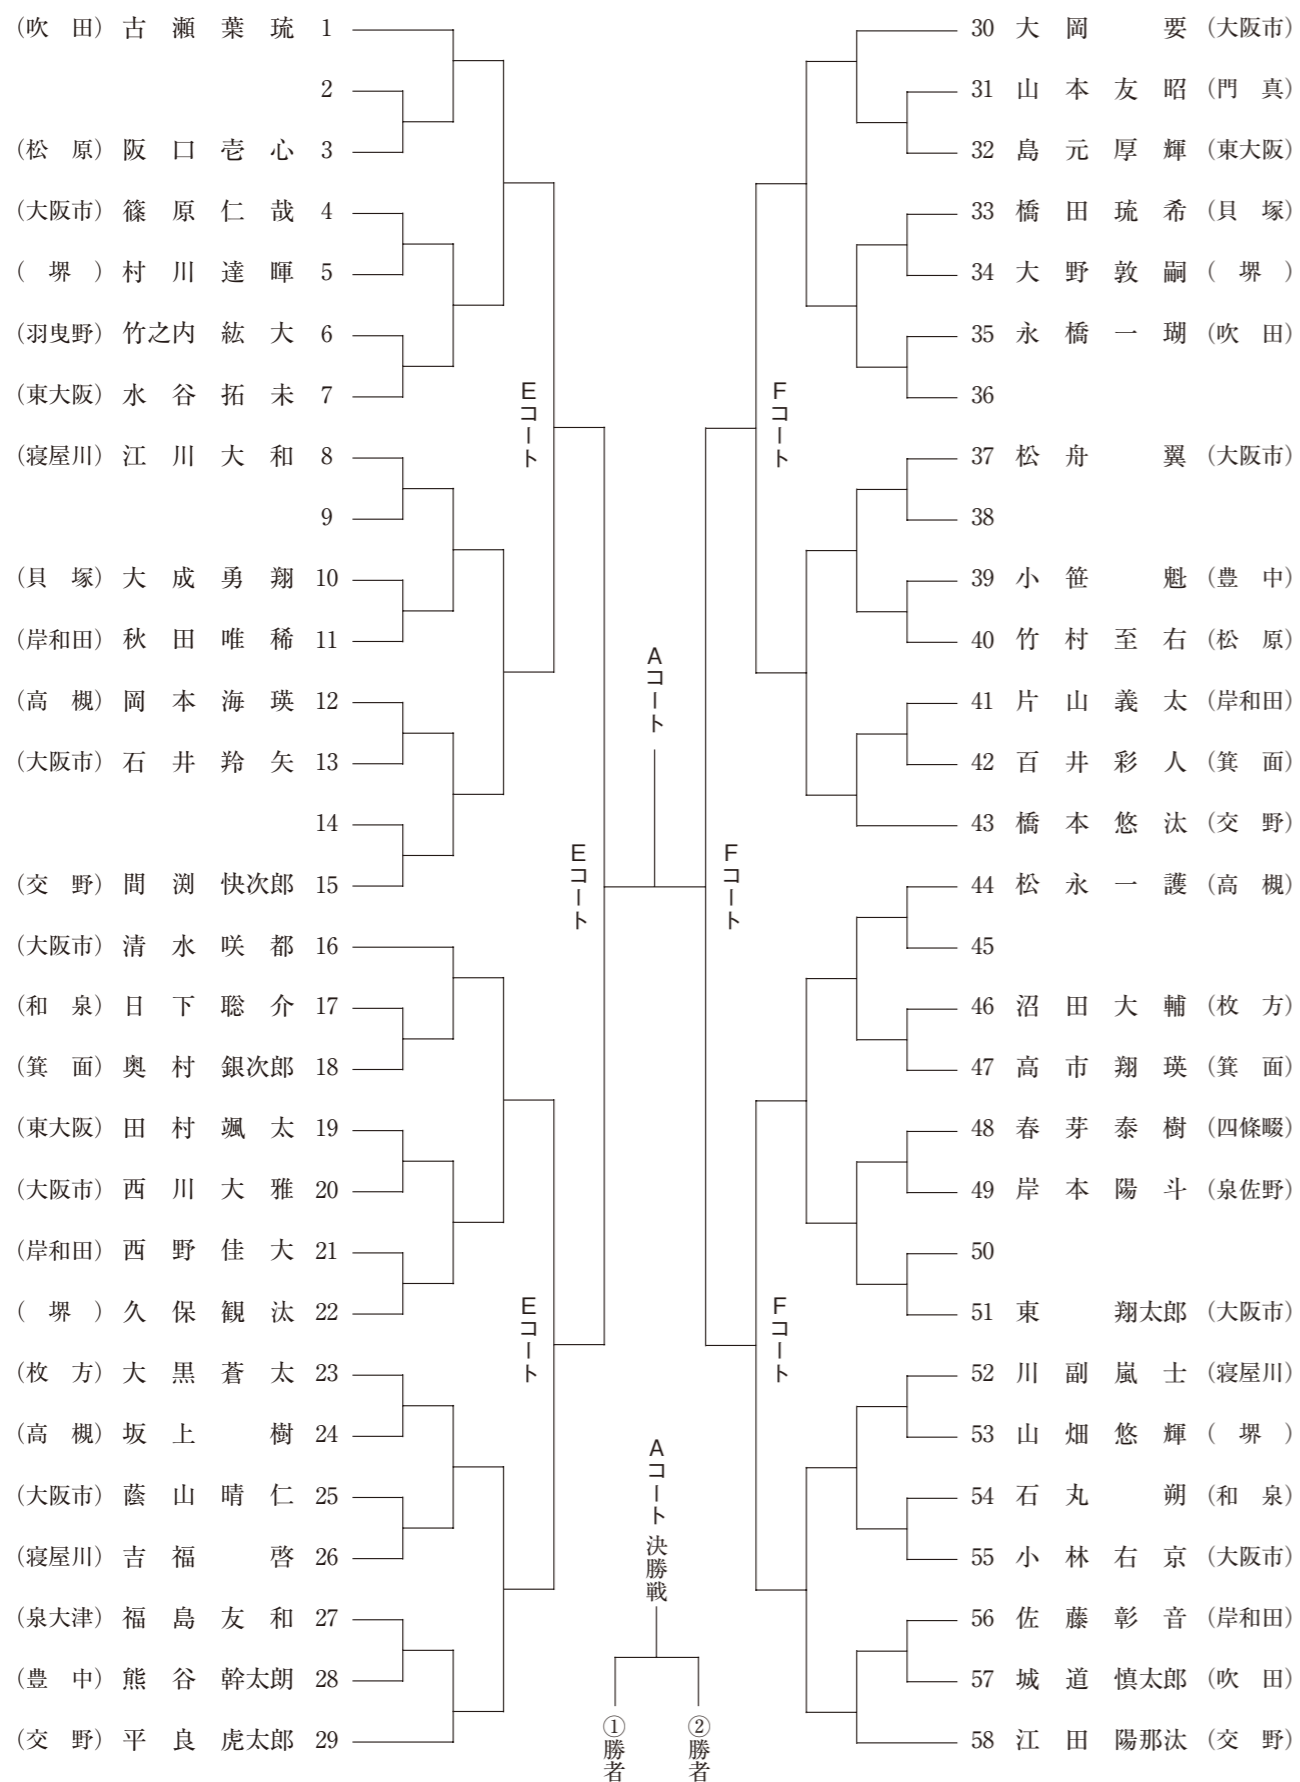 (吹 田) 古 瀬 葉 琉 1
2
(松 原) 阪 口 壱 心 3
(大阪市) 篠 原 仁 哉 4
( 堺 ) 村 川 達 暉 5
(羽曳野) 竹之内 紘 大 6
(東大阪) 水 谷 拓 未 7
(寝屋川) 江 川 大 和 8
9
(貝 塚) 大 成 勇 翔 10
(岸和田) 秋 田 唯 稀 11
(高 槻) 岡 本 海 瑛 12
(大阪市) 石 井 羚 矢 13
14
(交 野) 間 渕 快次郎 15
(大阪市) 清 水 咲 都 16
(和 泉) 日 下 聡 介 17
(箕 面) 奥 村 銀次郎 18
(東大阪) 田 村 颯 太 19
(大阪市) 西 川 大 雅 20
(岸和田) 西 野 佳 大 21
( 堺 ) 久 保 観 汰 22
(枚 方) 大 黒 蒼 太 23
(高 槻) 坂 上 樹 24
(大阪市) 蔭 山 晴 仁 25
(寝屋川) 吉 福 啓 26
(泉大津) 福 島 友 和 27
(豊 中) 熊 谷 幹太朗 28
(交 野) 平 良 虎太郎 29
Eコート
Eコート
Eコート
Aコート
Aコート 決勝戦
①勝者
②勝者
Fコート
Fコート
Fコート
30 大 岡 要 (大阪市)
31 山 本 友 昭 (門 真)
32 島 元 厚 輝 (東大阪)
33 橋 田 琉 希 (貝 塚)
34 大 野 敦 嗣 ( 堺 )
35 永 橋 一 瑚 (吹 田)
36
37 松 舟 翼 (大阪市)
38
39 小 笹 魁 (豊 中)
40 竹 村 至 右 (松 原)
41 片 山 義 太 (岸和田)
42 百 井 彩 人 (箕 面)
43 橋 本 悠 汰 (交 野)
44 松 永 一 護 (高 槻)
45
46 沼 田 大 輔 (枚 方)
47 高 市 翔 瑛 (箕 面)
48 春 芽 泰 樹 (四條畷)
49 岸 本 陽 斗 (泉佐野)
50
51 東 翔太郎 (大阪市)
52 川 副 嵐 士 (寝屋川)
53 山 畑 悠 輝 ( 堺 )
54 石 丸 朔 (和 泉)
55 小 林 右 京 (大阪市)
56 佐 藤 彰 音 (岸和田)
57 城 道 慎太郎 (吹 田)
58 江 田 陽那汰 (交 野)